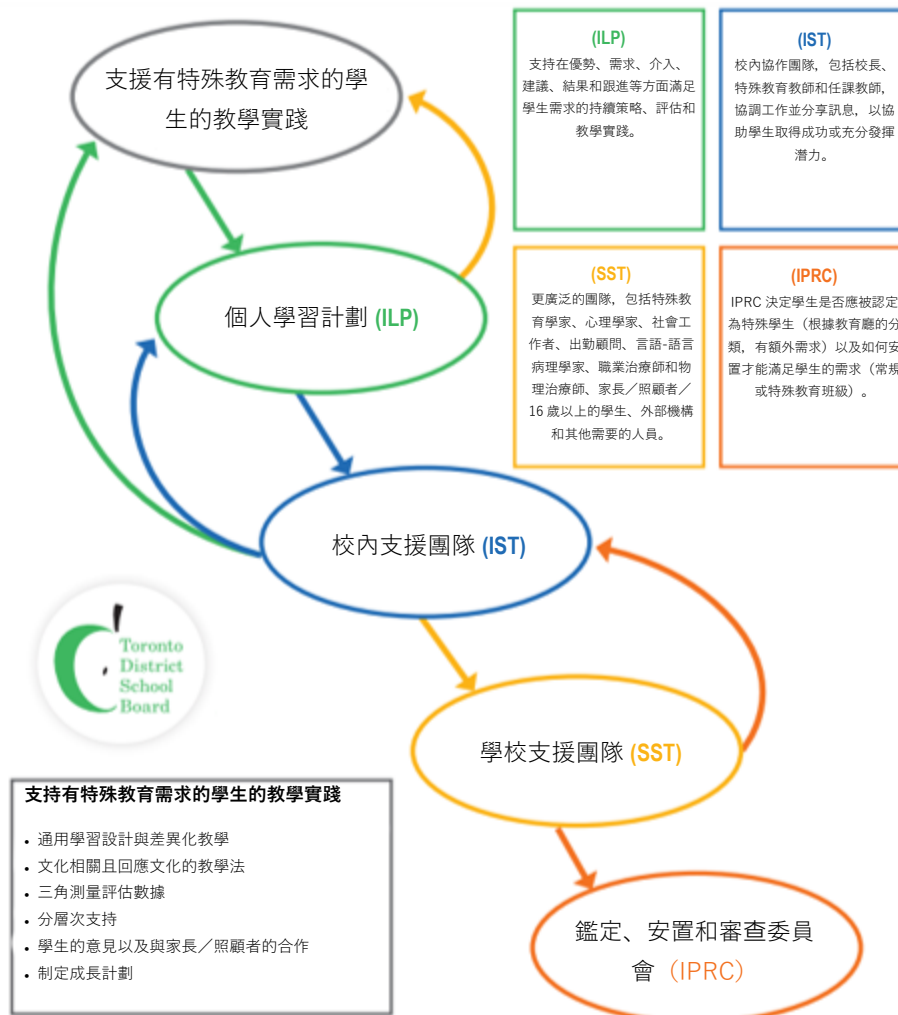 支援有特殊教育需求的學
生的教學實踐
(ILP)
支持在優勢、需求、介入、
建議、結果和跟進等方面滿足
學生需求的持續策略、評估和
教學實踐。
(IST)
校內協作團隊，包括校長、
特殊教育教師和任課教師，
協調工作並分享訊息，以協
助學生取得成功或充分發揮
潛力。
個人學習計劃 (ILP)
(SST)
更廣泛的團隊，包括特殊教
育學家、心理學家、社會工
作者、出勤顧問、言語-語言
病理學家、職業治療師和物
理治療師、家長／照顧者／
16 歲以上的學生、外部機構
和其他需要的人員。
(IPRC)
IPRC 決定學生是否應被認定
為特殊學生（根據教育廳的分
類，有額外需求）以及如何安
置才能滿足學生的需求（常規
或特殊教育班級）。
校內支援團隊 (IST)
Toronto
District
School
Board
學校支援團隊 (SST)
支持有特殊教育需求的學生的教學實踐
• 通用學習設計與差異化教學
• 文化相關且回應文化的教學法
• 三角測量評估數據
• 分層次支持
• 學生的意見以及與家長／照顧者的合作
• 制定成長計劃
鑑定、安置和審查委員
會（IPRC）